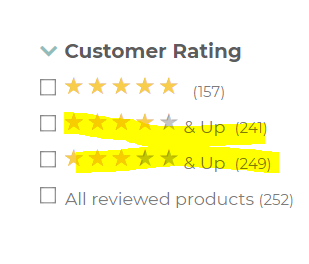 Customer Rating
(157)
& Up (241)
& Up (249)
All reviewed products (252)